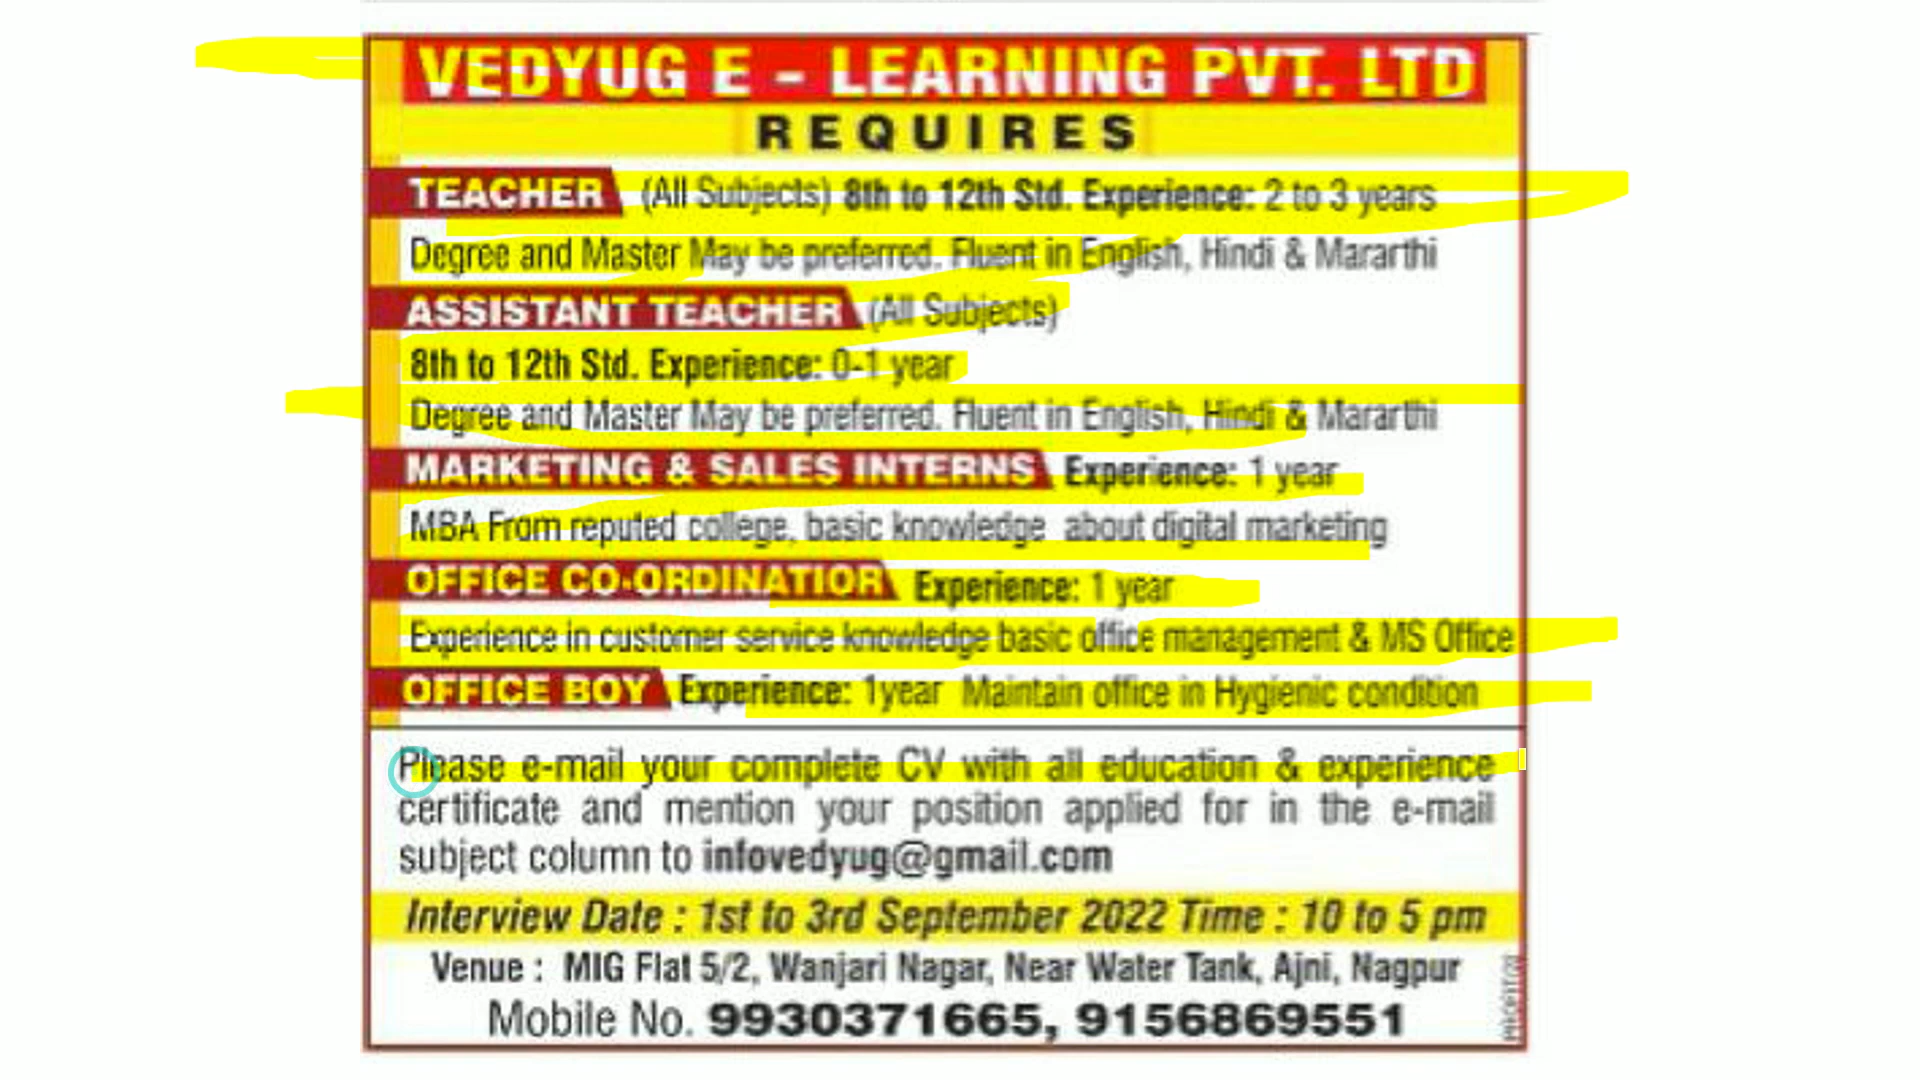 VEDYUG E - LEARNING PVT. LTD
REQUIRES
TEACHER (All Subjects) 8th to 12th Std. Experience: 2 to 3 years
Degree and Master May be preferred. Fluent in English, Hindi & Mararthi
ASSISTANT TEACHER (All Subjects)
8th to 12th Std. Experience: 0-1 year
Degree and Master May be preferred. Fluent in English, Hindi & Mararthi
MARKETING & SALES INTERNS Experience: 1 year
MBA From reputed college, basic knowledge about digital marketing
OFFICE CO-ORDINATIOR Experience: 1 year
Experience in customer service knowledge basic office management & MS Office
OFFICE BOY Experience: 1year Maintain office in Hygienic condition
Please e-mail your complete CV with all education & experience
certificate and mention your position applied for in the e-mail
subject column to infovedyug@gmail.com
Interview Date : 1st to 3rd September 2022 Time : 10 to 5 pm
Venue : MIG Flat 5/2, Wanjari Nagar, Near Water Tank, Ajni, Nagpur
Mobile No. 9930371665, 9156869551